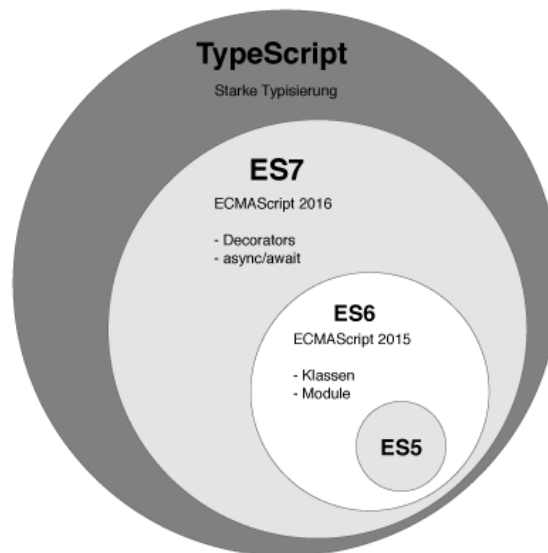 TypeScript
Starke Typisierung
ES7
ECMAScript 2016
- Decorators
- async/await
ES6
ECMAScript 2015
- Klassen
- Module
ES5